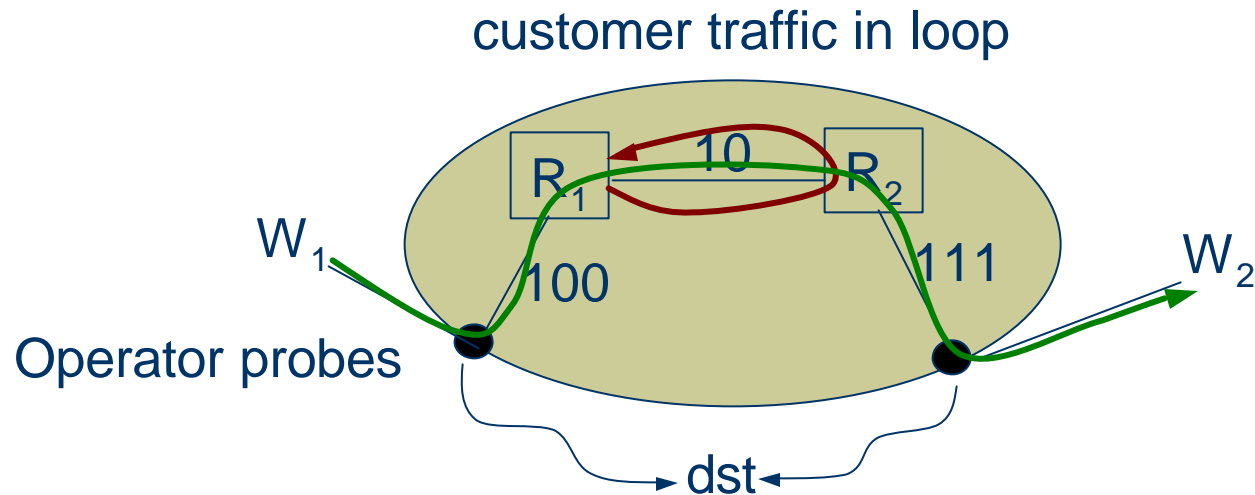 customer traffic in loop
10
R1 R2
W1 100 111 W2
Operator probes
dst